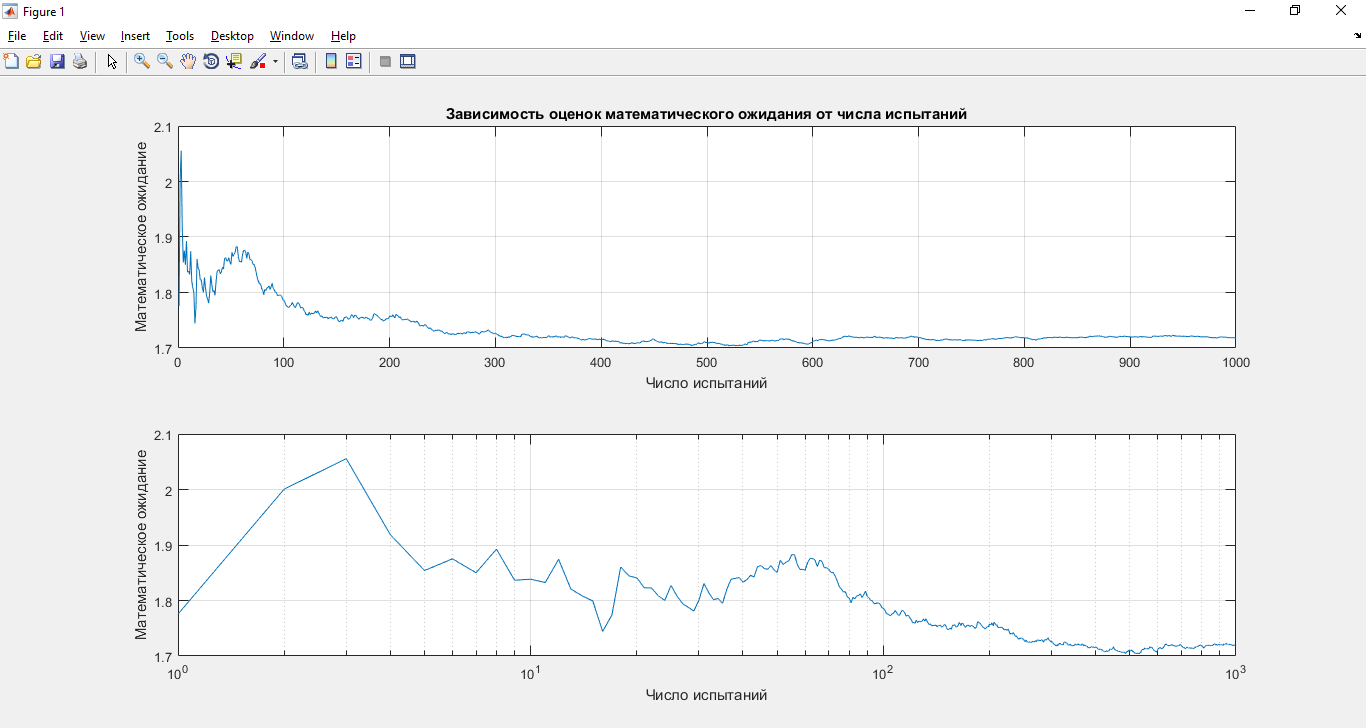 Figure 1
File Edit View Insert Tools Desktop Window Help
Зависимость оценок математического ожидания от числа испытаний
Математическое ожидание
2.1
2
1.9
1.8
1.7
0 100 200 300 400 500 600 700 800 900 1000
Число испытаний
Математическое ожидание
2.1
2
1.9
1.8
1.7
10^0 10^1 10^2 10^3
Число испытаний